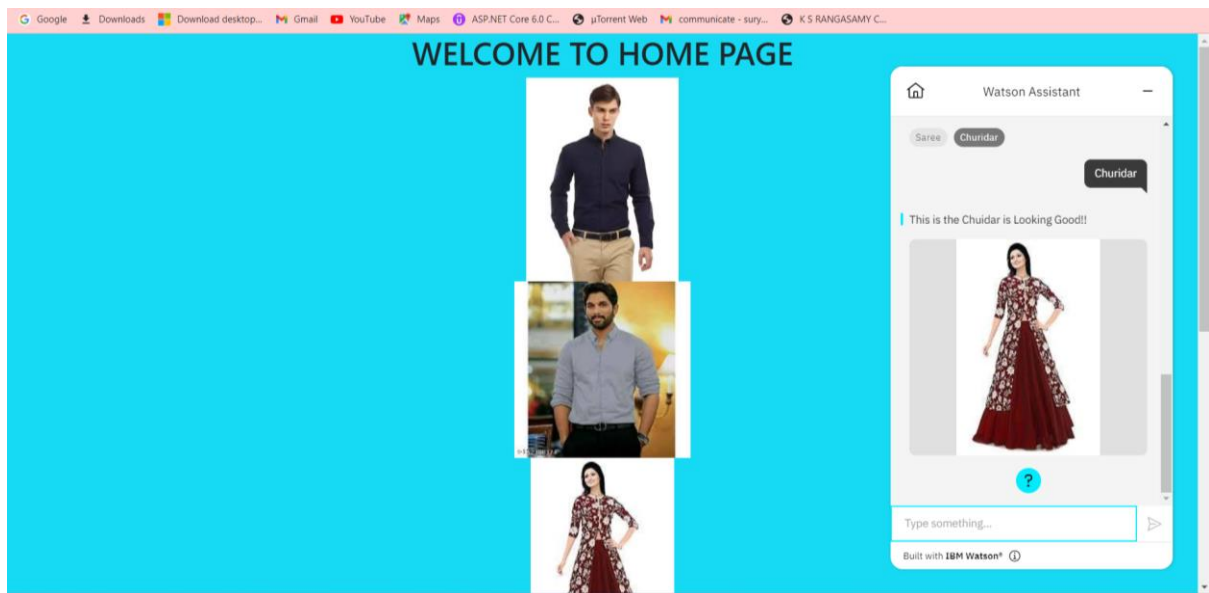 Google Downloads Download desktop... Gmail YouTube Maps ASP.NET Core 6.0 C... µTorrent Web communicate - sury... K S RANGASAMY C...
WELCOME TO HOME PAGE
Watson Assistant
Saree Churidar
Churidar
This is the Chuidar is Looking Good!!
?
Type something...
Built with IBM Watson®